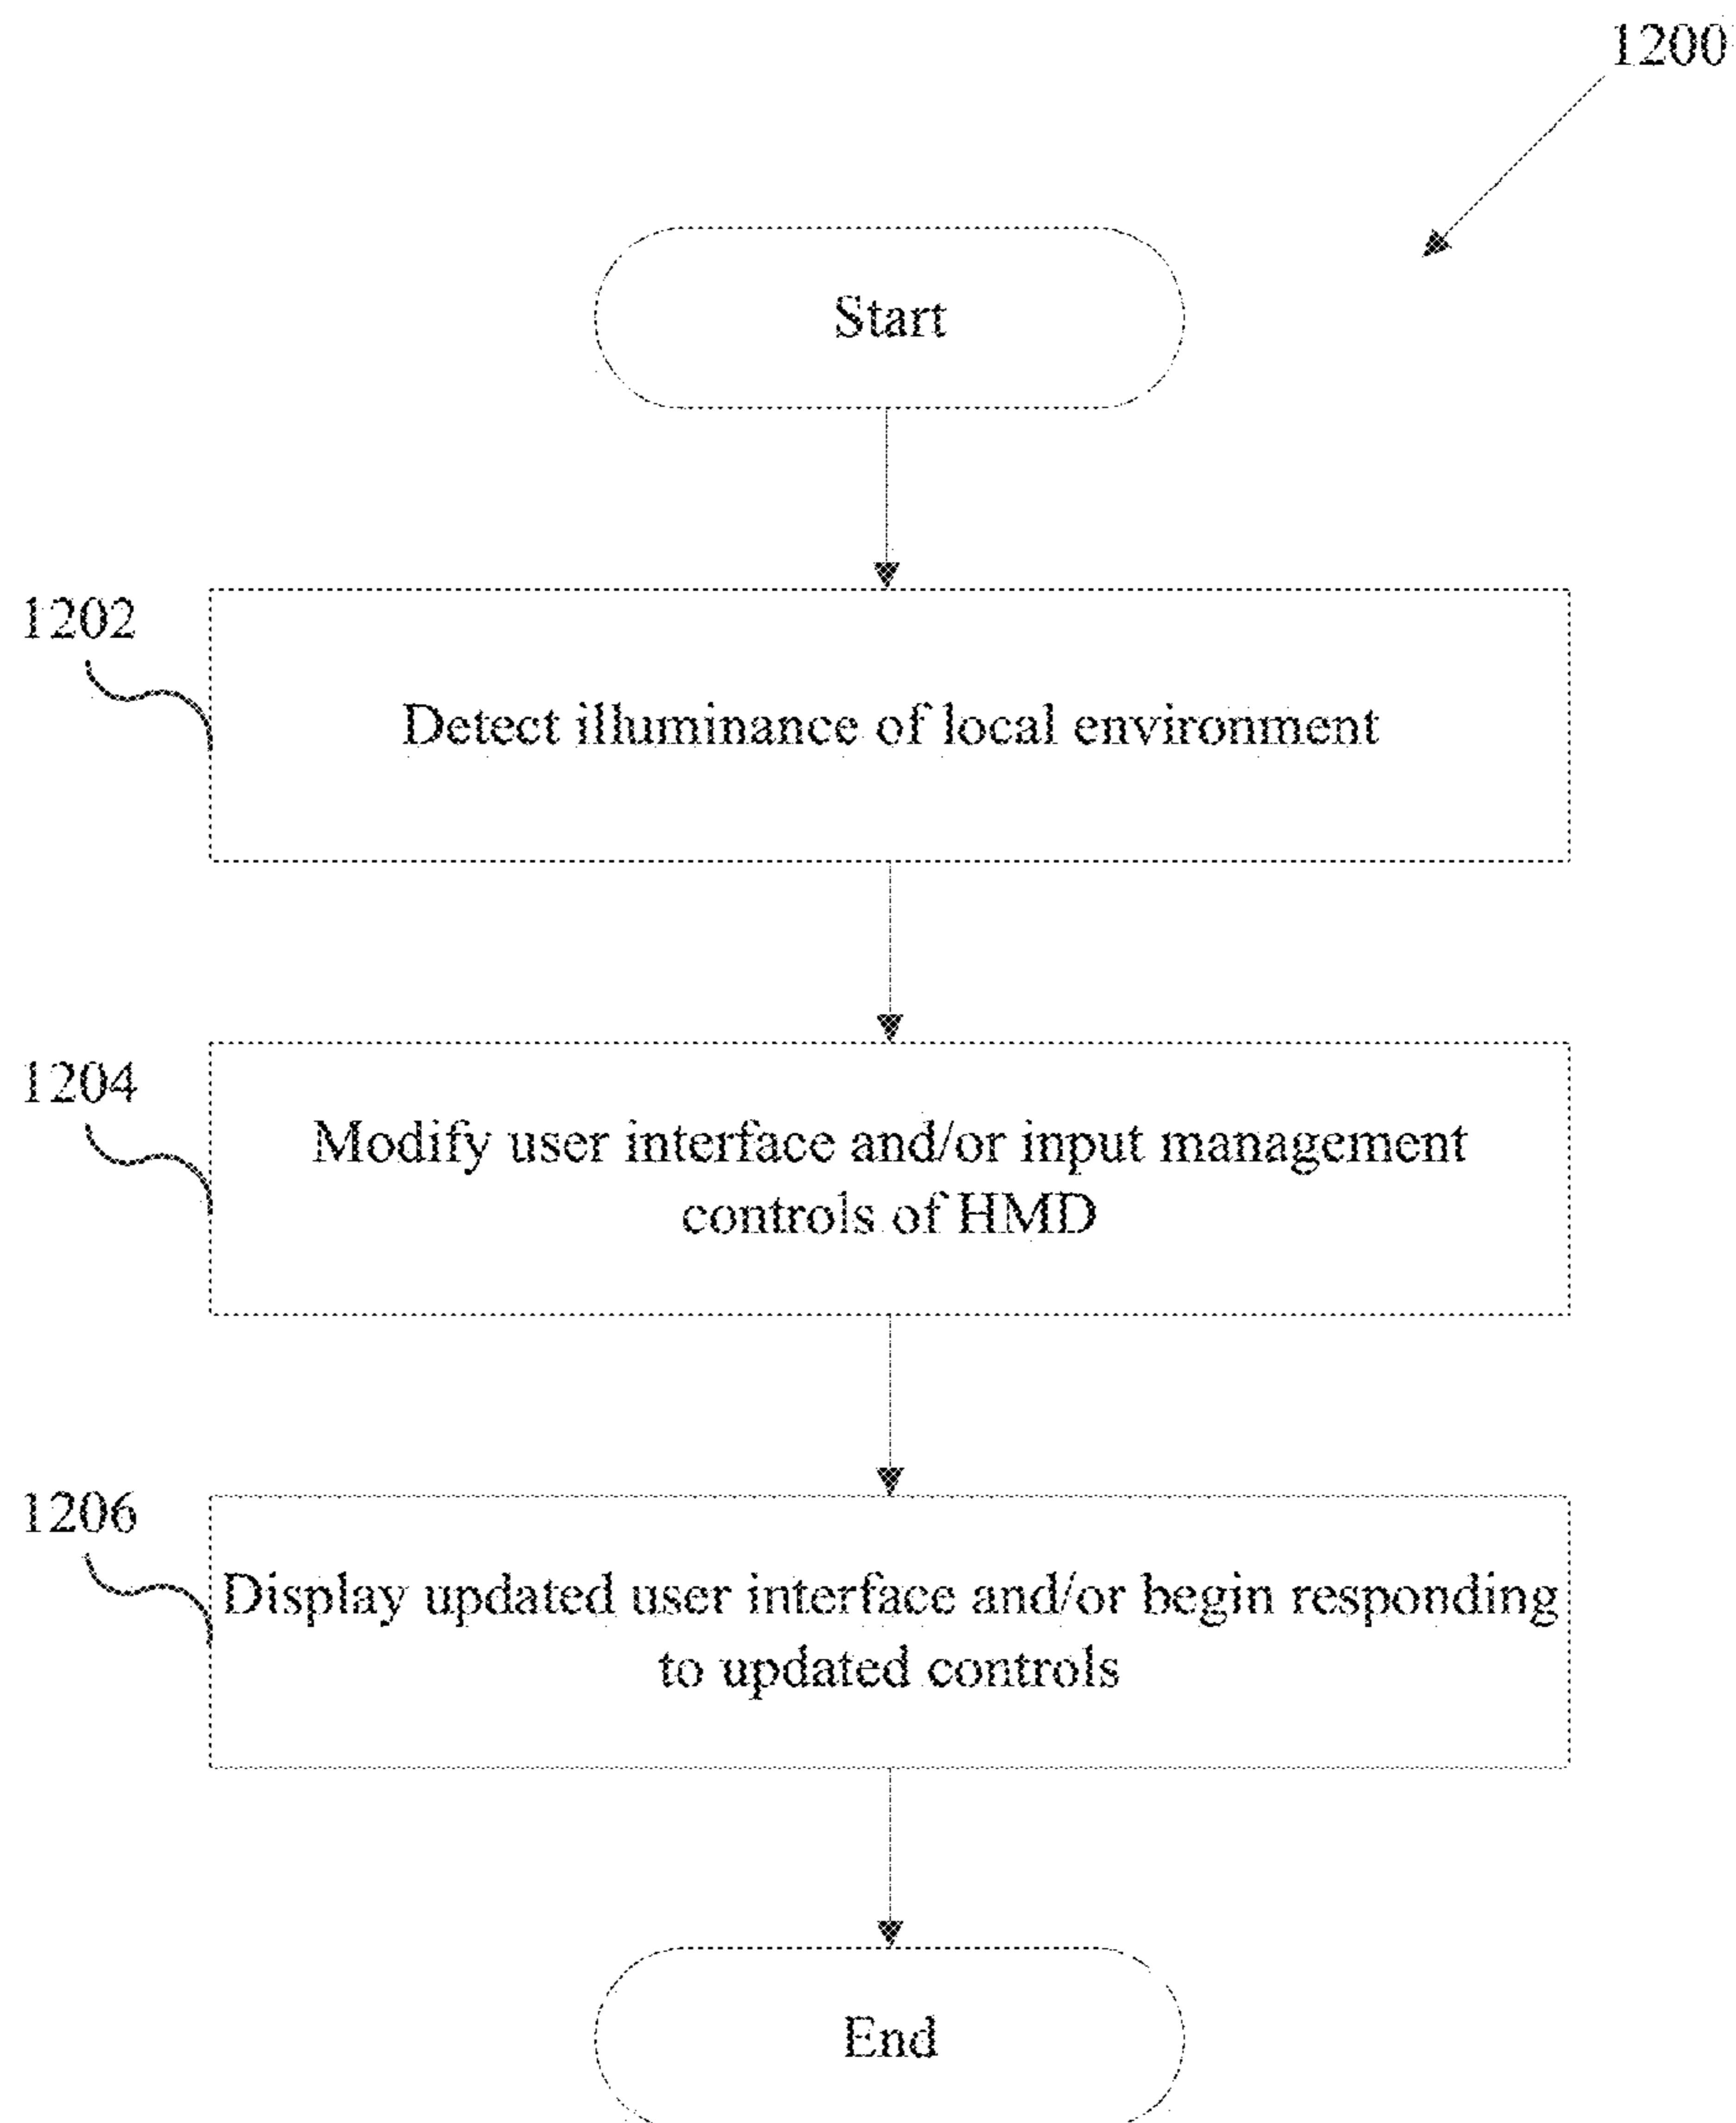 1200
Start
1202
Detect illuminance of local environment
1204
Modify user interface and/or input management
controls of HMD
1206
Display updated user interface and/or begin responding
to updated controls
End